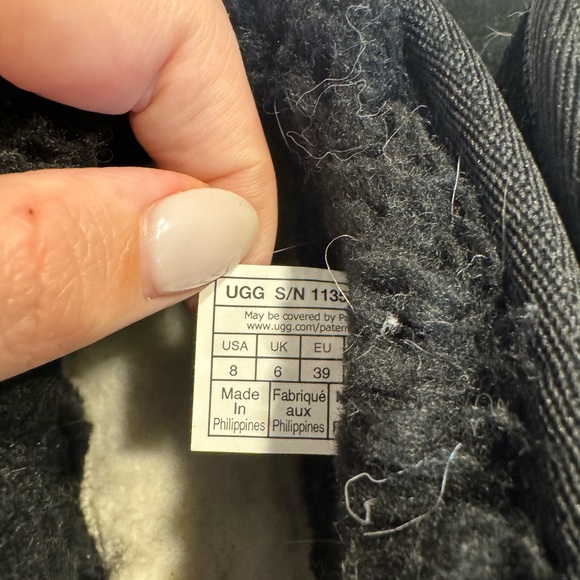 UGG S/N 1135
May be covered by
www.ugg.com/paten
USA UK EU
8 6 39
Made Fabriqué
In aux
Philippines Philippines